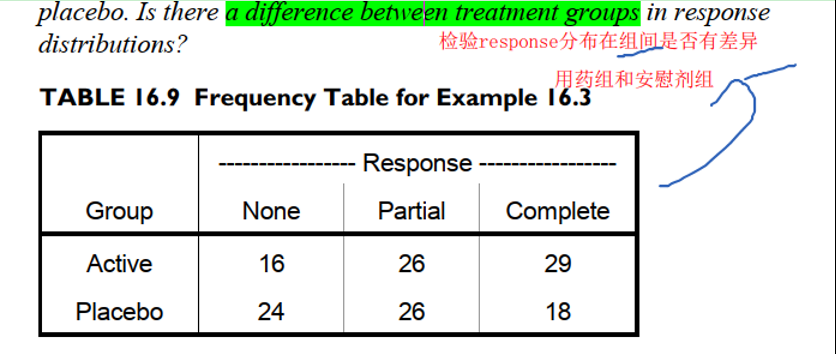 placebo. Is there a difference between treatment groups in response
distributions?
检验response分布在组间是否有差异
用药组和安慰剂组
TABLE 16.9 Frequency Table for Example 16.3
----------------- Response -----------------
Group None Partial Complete
Active 16 26 29
Placebo 24 26 18